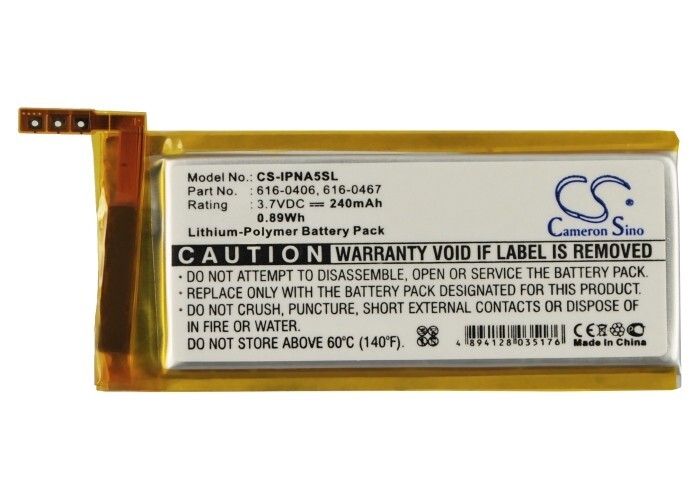 Model No. : CS-IPNA5SL
Part No. : 616-0406, 616-0467
Rating : 3.7VDC ⎓ 240mAh
0.89Wh
Lithium-Polymer Battery Pack
CS
Cameron Sino
CAUTION WARRANTY VOID IF LABEL IS REMOVED
• DO NOT ATTEMPT TO DISASSEMBLE, OPEN OR SERVICE THE BATTERY PACK.
• REPLACE ONLY WITH THE BATTERY PACK DESIGNATED FOR THIS PRODUCT.
• DO NOT CRUSH, PUNCTURE, SHORT EXTERNAL CONTACTS OR DISPOSE OF
IN FIRE OR WATER.
DO NOT STORE ABOVE 60°C (140°F).
4 894128 035176
CE
Made In China